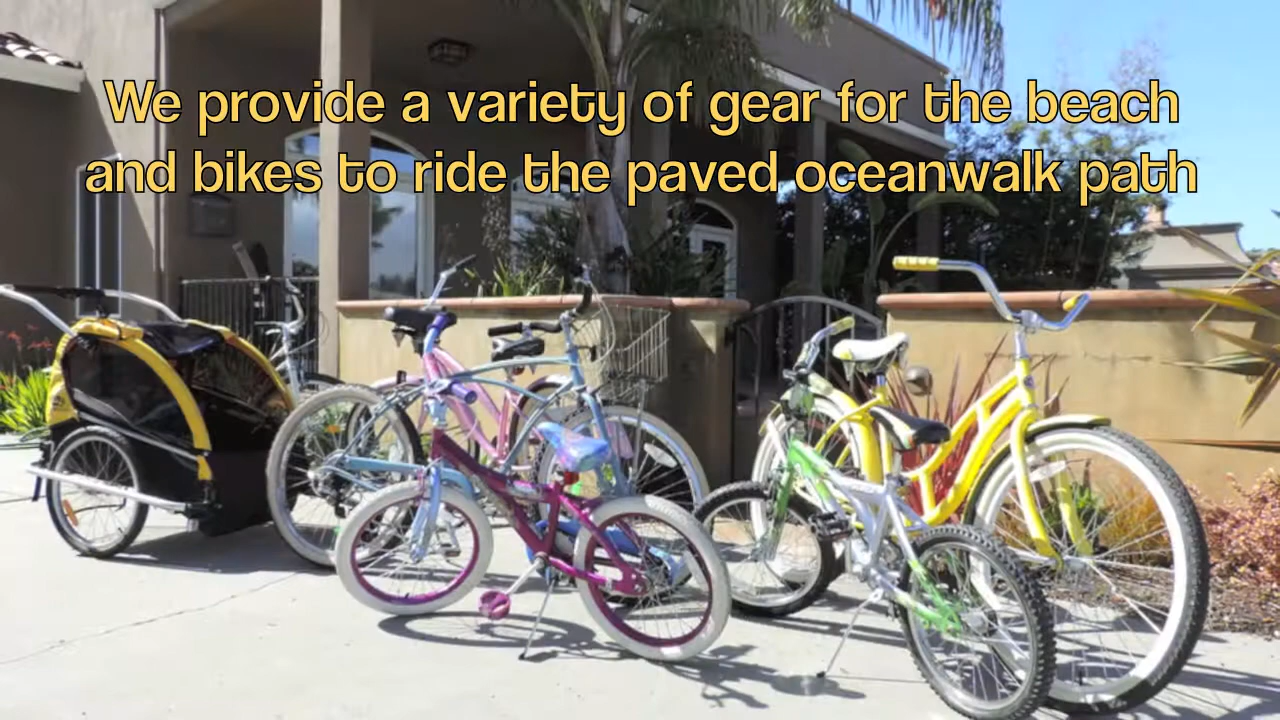 We provide a variety of gear for the beach
and bikes to ride the paved oceanwalk path